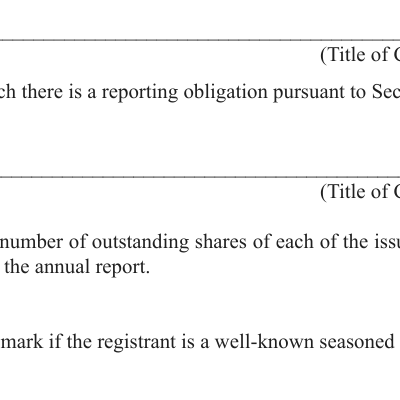 (Title of
ch there is a reporting obligation pursuant to Sec
(Title of
number of outstanding shares of each of the issu
the annual report.
mark if the registrant is a well-known seasoned